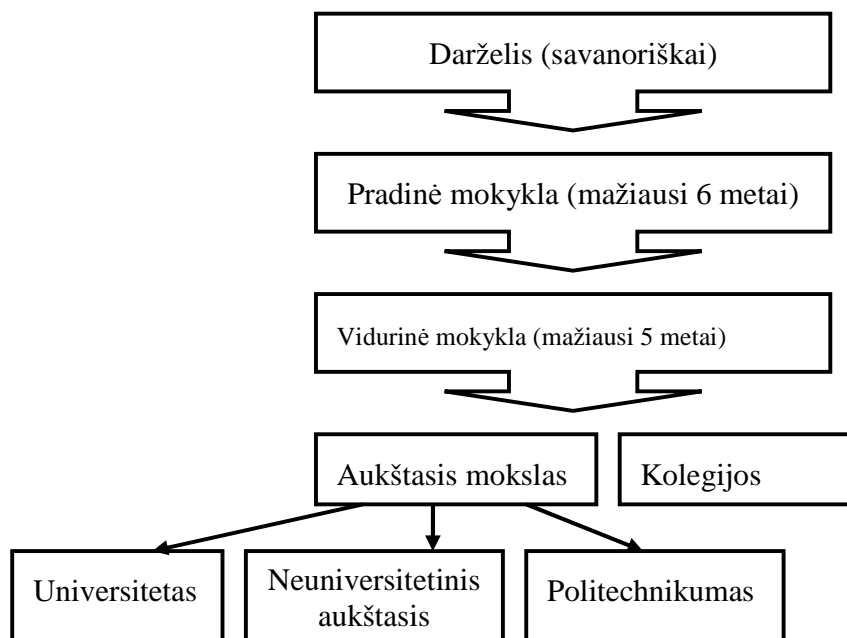 Darželis (savanoriškai)
Pradinė mokykla (mažiausi 6 metai)
Vidurinė mokykla (mažiausi 5 metai)
Aukštasis mokslas
Kolegijos
Universitetas
Neuniversitetinis
aukštasis
Politechnikumas